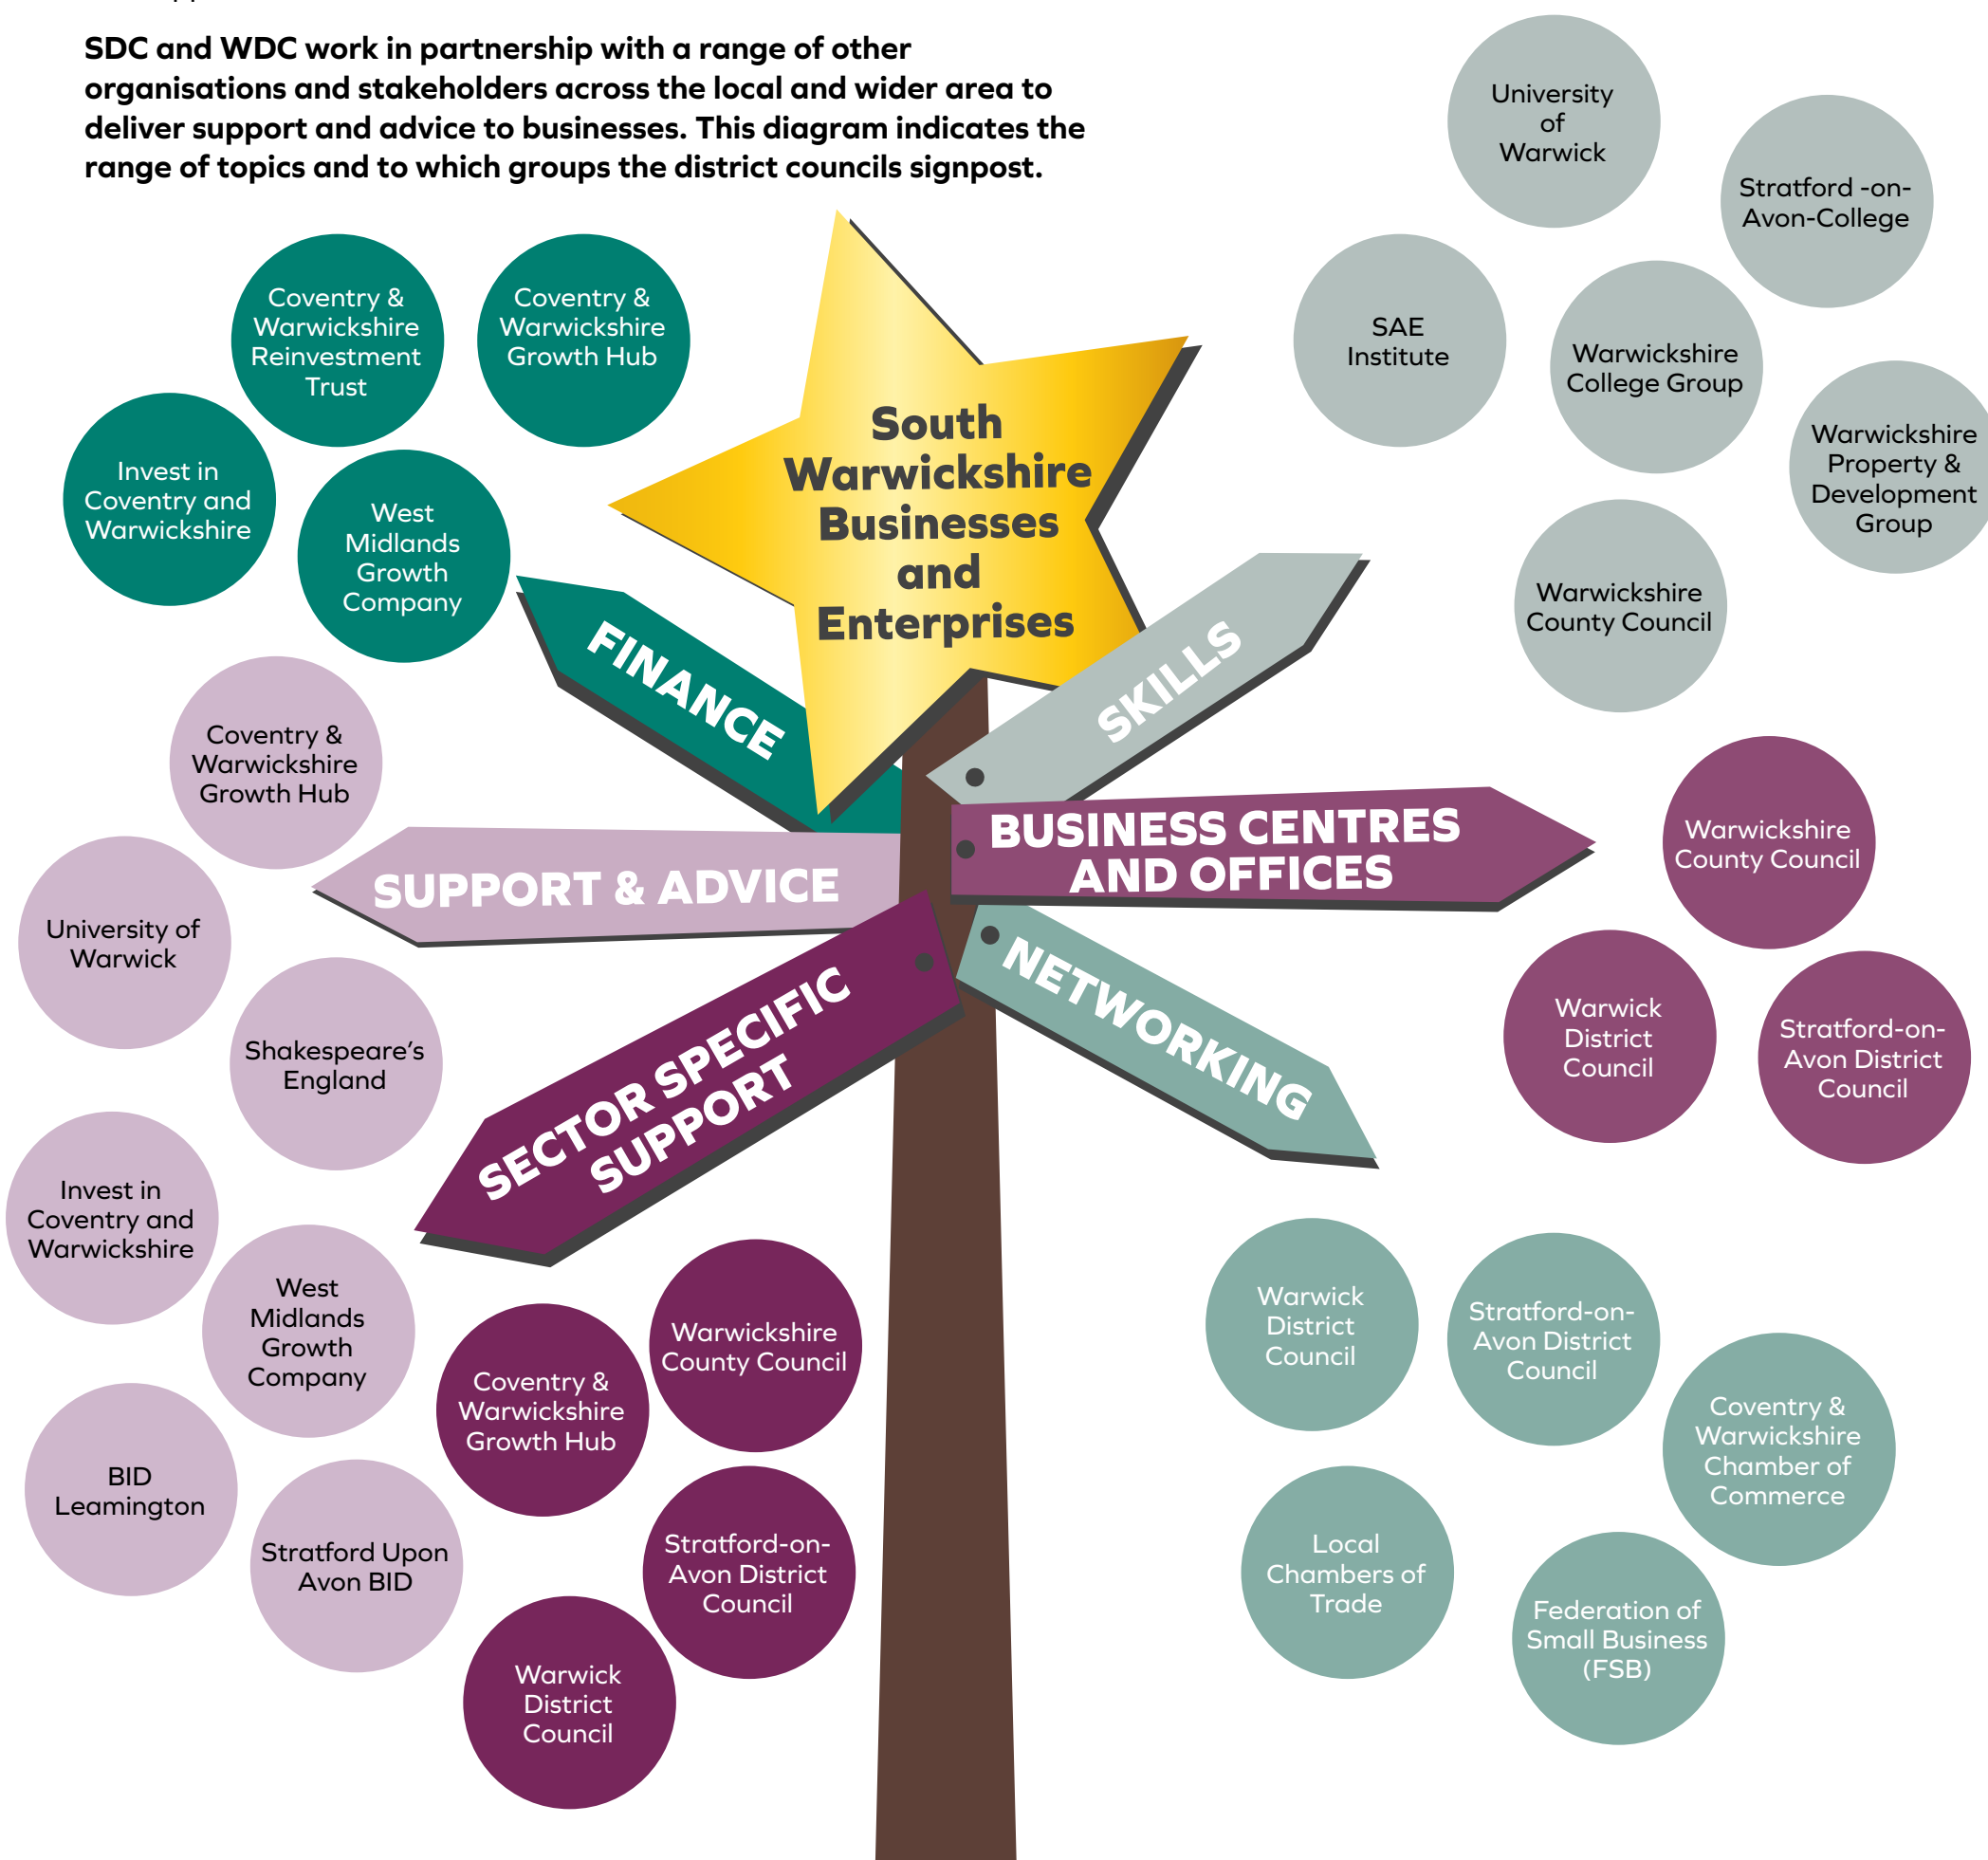 SDC and WDC work in partnership with a range of other
organisations and stakeholders across the local and wider area to
deliver support and advice to businesses. This diagram indicates the
range of topics and to which groups the district councils signpost.
South
Warwickshire
Businesses
and
Enterprises
FINANCE
Coventry &
Warwickshire
Reinvestment
Trust
Coventry &
Warwickshire
Growth Hub
Invest in
Coventry and
Warwickshire
West
Midlands
Growth
Company
SKILLS
University
of
Warwick
Stratford -on-
Avon-College
SAE
Institute
Warwickshire
College Group
Warwickshire
Property &
Development
Group
Warwickshire
County Council
SUPPORT & ADVICE
Coventry &
Warwickshire
Growth Hub
University of
Warwick
Shakespeare’s
England
Invest in
Coventry and
Warwickshire
West
Midlands
Growth
Company
BID
Leamington
Stratford Upon
Avon BID
BUSINESS CENTRES
AND OFFICES
Warwickshire
County Council
Warwick
District
Council
Stratford-on-
Avon District
Council
SECTOR SPECIFIC
SUPPORT
Warwickshire
County Council
Coventry &
Warwickshire
Growth Hub
Stratford-on-
Avon District
Council
Warwick
District
Council
NETWORKING
Warwick
District
Council
Stratford-on-
Avon District
Council
Coventry &
Warwickshire
Chamber of
Commerce
Local
Chambers of
Trade
Federation of
Small Business
(FSB)